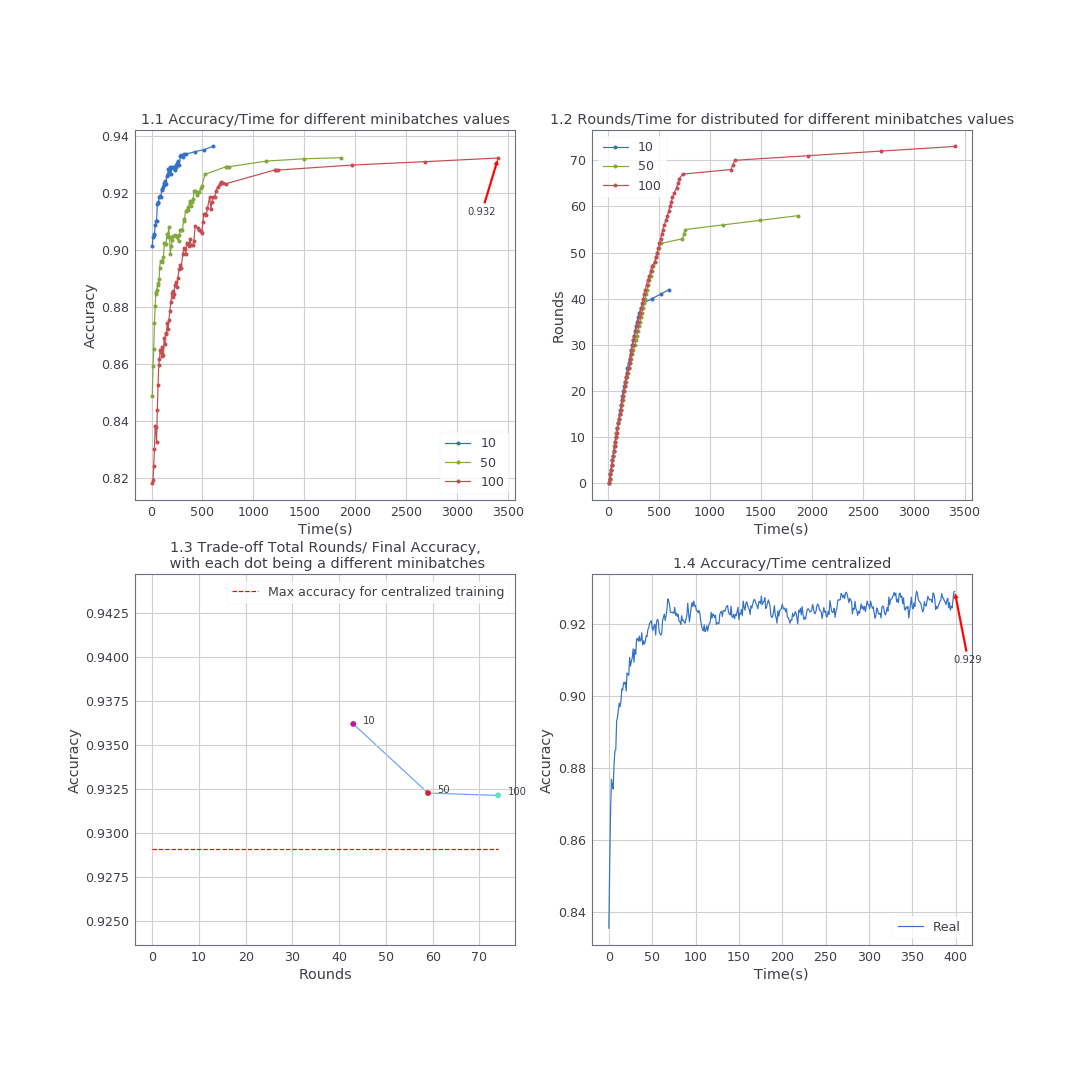 1.1 Accuracy/Time for different minibatches values
0.94
0.92
0.90
0.88
0.86
0.84
0.82
Accuracy
0.932
10
50
100
0 500 1000 1500 2000 2500 3000 3500
Time(s)
1.2 Rounds/Time for distributed for different minibatches values
70
60
50
40
30
20
10
0
Rounds
10
50
100
0 500 1000 1500 2000 2500 3000 3500
Time(s)
1.3 Trade-off Total Rounds/ Final Accuracy,
with each dot being a different minibatches
Max accuracy for centralized training
0.9425
0.9400
0.9375
0.9350
0.9325
0.9300
0.9275
0.9250
Accuracy
10
50
100
0 10 20 30 40 50 60 70
Rounds
1.4 Accuracy/Time centralized
0.92
0.90
0.88
0.86
0.84
Accuracy
0.929
Real
0 50 100 150 200 250 300 350 400
Time(s)